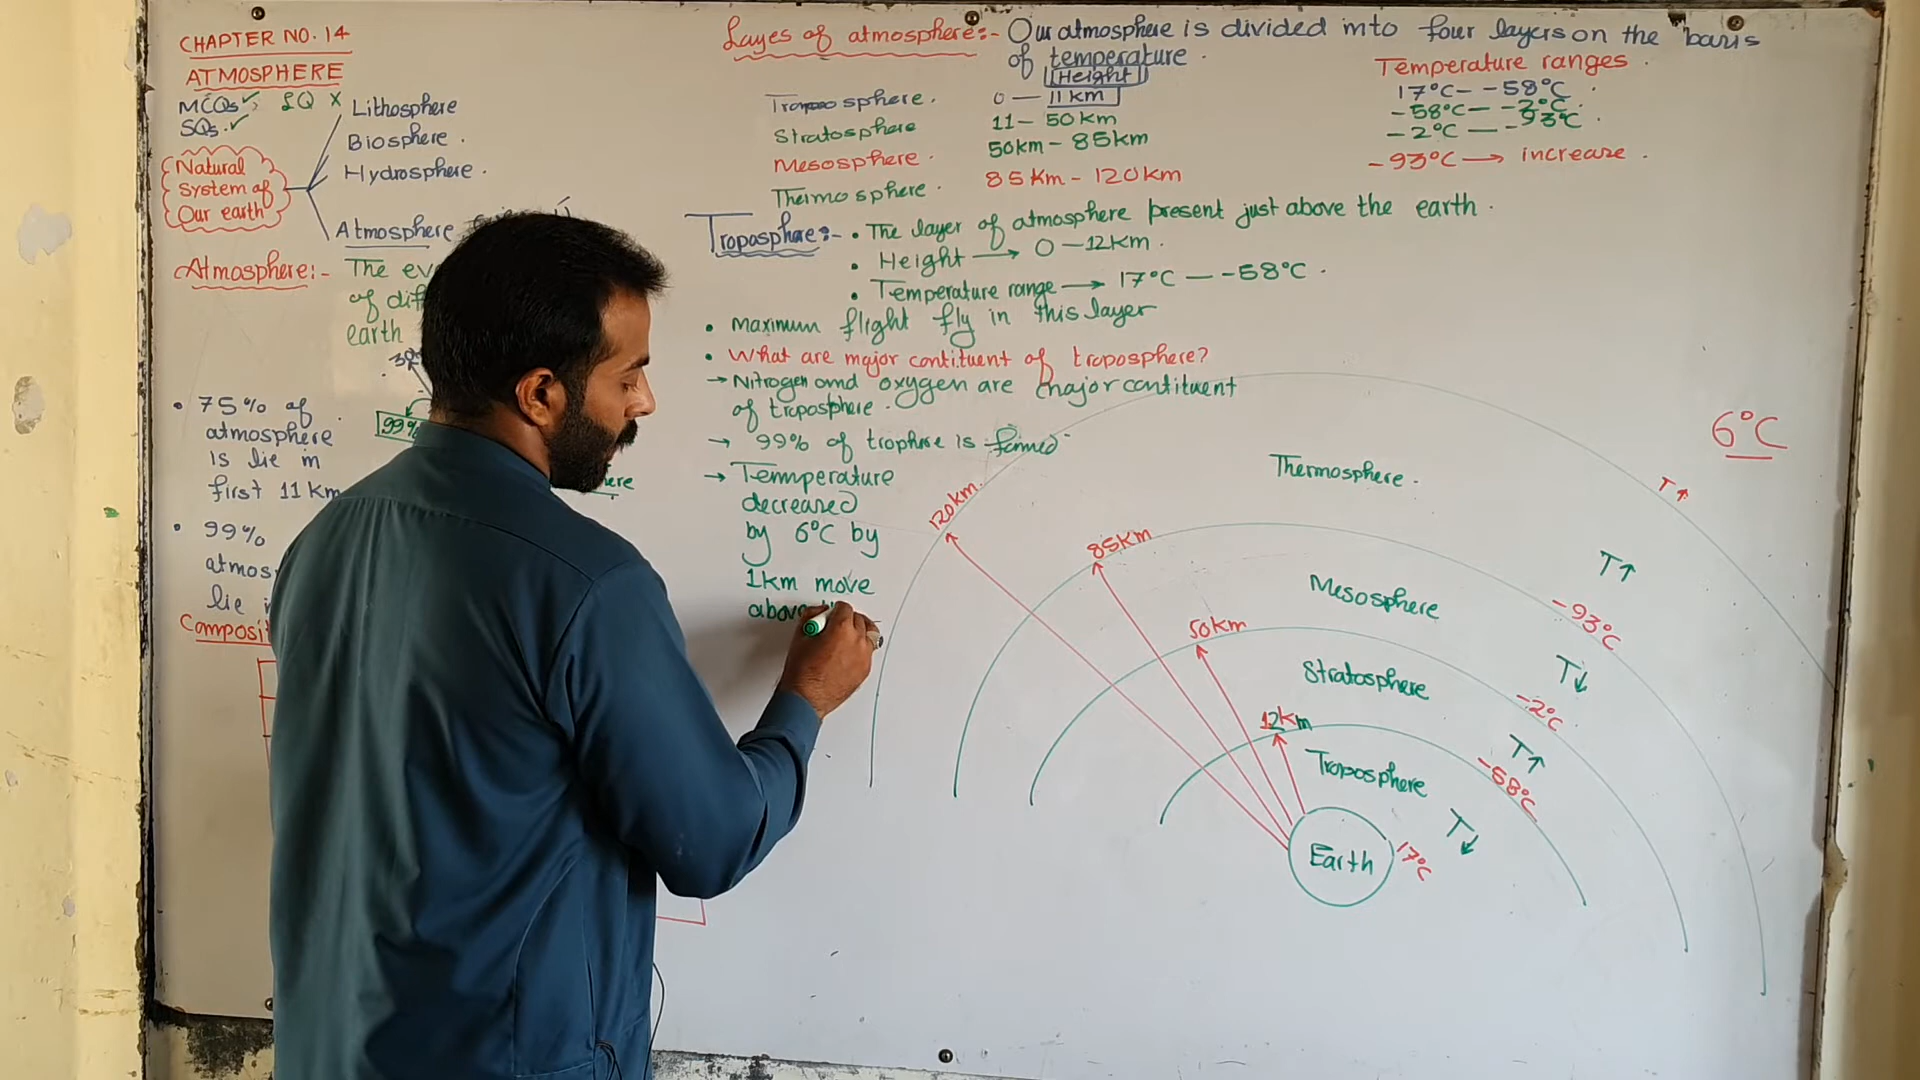 CHAPTER NO. 14
ATMOSPHERE
MCQs ✓, LQ X
SQs ✓
Natural
System of
Our earth
Lithosphere
Biosphere.
Hydrosphere.
Atmosphere
Atmosphere:- The
of
earth
99%
• 75% of
atmosphere
is lie in
first 11 Km
• 99%
atmos
lie
Composit
Layes of atmosphere:- Our atmosphere is divided into four layers on the basis
of temperature.
Height
Temperature ranges.
Troposphere. 0 — 11 km 17°C - -58°C.
Stratosphere 11 - 50 km -58°C — -2°C.
Mesosphere. 50km - 85km -2°C — -93°C.
Thermosphere. 85 Km - 120 km -93°C → increase.
Troposphere:- • The layer of atmosphere present just above the earth.
• Height → 0 — 12km.
• Temperature range → 17°C — -58°C.
• Maximum flight fly in this layer
• What are major contituent of troposphere?
→ Nitrogen and oxygen are major contituent
of troposphere.
→ 99% of is
→ Temperature
decreased
by 6°C by
1km move
above
6°C
120km.
85km
50km
12km
Thermosphere.
Mesosphere
Stratosphere
Troposphere
Earth
T↑
T↑
-93°C
T↓
-2°C
T↑
-58°C
T↓
17°C